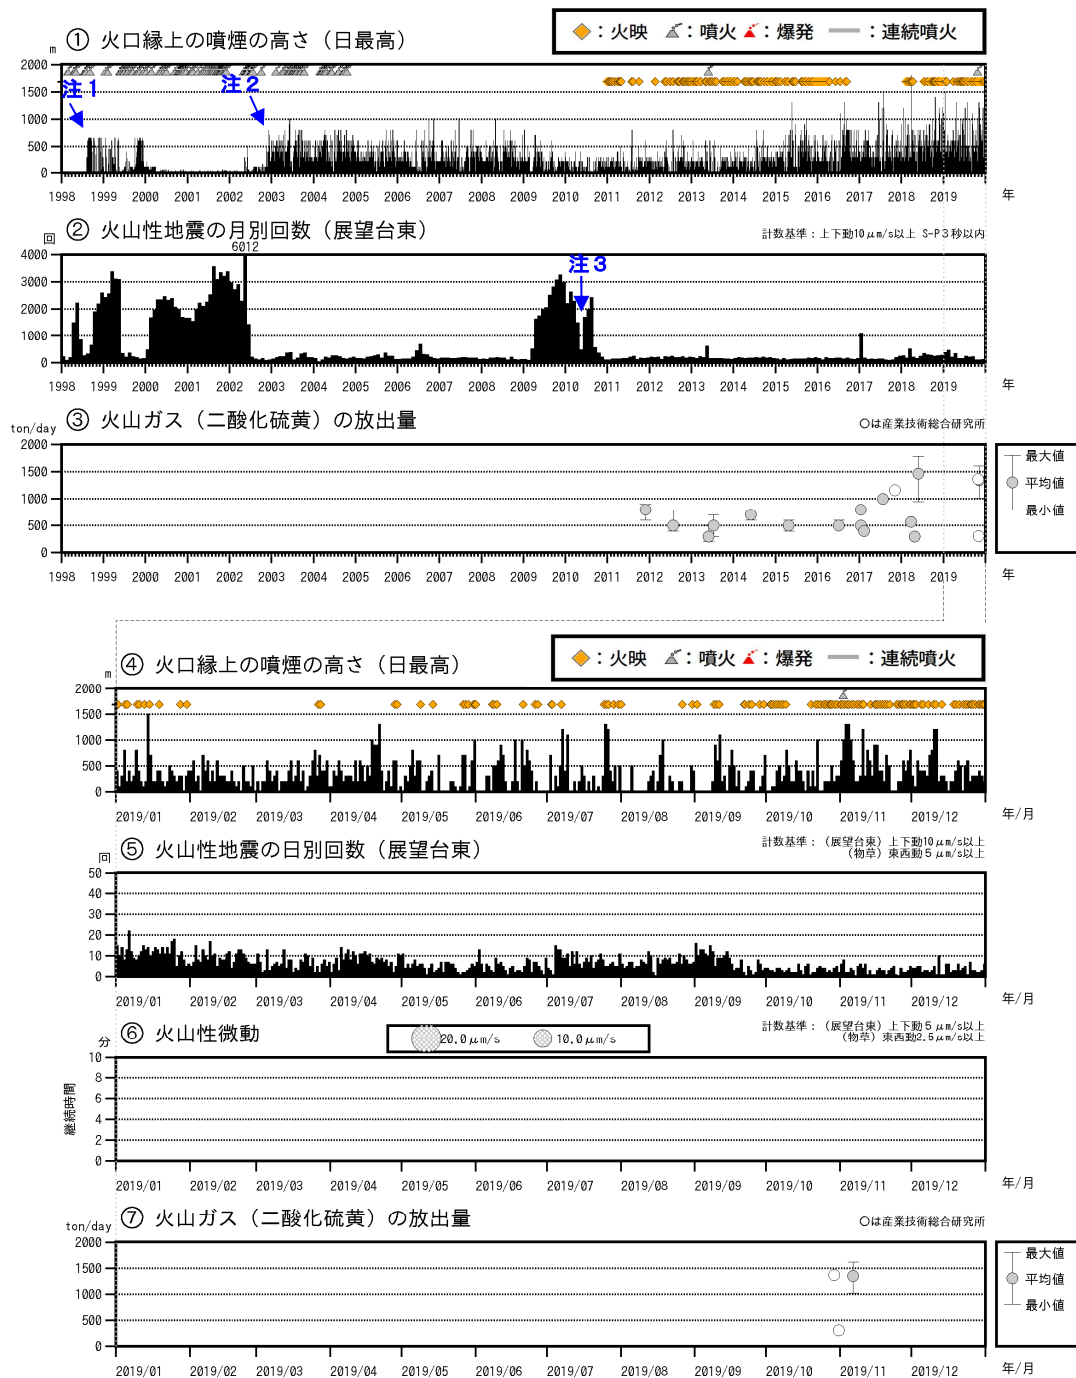 ① 火口縁上の噴煙の高さ（日最高）
◆：火映 ：噴火 ：爆発 ：連続噴火
m
2000
1500
1000
500
0
注１
注２
1998 1999 2000 2001 2002 2003 2004 2005 2006 2007 2008 2009 2010 2011 2012 2013 2014 2015 2016 2017 2018 2019
年
② 火山性地震の月別回数（展望台東）
計数基準：上下動10μm/s以上 S-P３秒以内
回
6012
4000
3000
2000
1000
0
注３
1998 1999 2000 2001 2002 2003 2004 2005 2006 2007 2008 2009 2010 2011 2012 2013 2014 2015 2016 2017 2018 2019
年
③ 火山ガス（二酸化硫黄）の放出量
○は産業技術総合研究所
ton/day
2000
1500
1000
500
0
最大値
平均値
最小値
1998 1999 2000 2001 2002 2003 2004 2005 2006 2007 2008 2009 2010 2011 2012 2013 2014 2015 2016 2017 2018 2019
年
④ 火口縁上の噴煙の高さ（日最高）
◆：火映 ：噴火 ：爆発 ：連続噴火
m
2000
1500
1000
500
0
2019/01 2019/02 2019/03 2019/04 2019/05 2019/06 2019/07 2019/08 2019/09 2019/10 2019/11 2019/12
年/月
⑤ 火山性地震の日別回数（展望台東）
計数基準：（展望台東）上下動10μm/s以上
（物草）東西動５μm/s以上
回
50
40
30
20
10
0
2019/01 2019/02 2019/03 2019/04 2019/05 2019/06 2019/07 2019/08 2019/09 2019/10 2019/11 2019/12
年/月
⑥ 火山性微動
20.0μm/s 10.0μm/s
計数基準：（展望台東）上下動５μm/s以上
（物草）東西動2.5μm/s以上
分
継続時間
10
8
6
4
2
0
2019/01 2019/02 2019/03 2019/04 2019/05 2019/06 2019/07 2019/08 2019/09 2019/10 2019/11 2019/12
年/月
⑦ 火山ガス（二酸化硫黄）の放出量
○は産業技術総合研究所
ton/day
2000
1500
1000
500
0
最大値
平均値
最小値
2019/01 2019/02 2019/03 2019/04 2019/05 2019/06 2019/07 2019/08 2019/09 2019/10 2019/11 2019/12
年/月